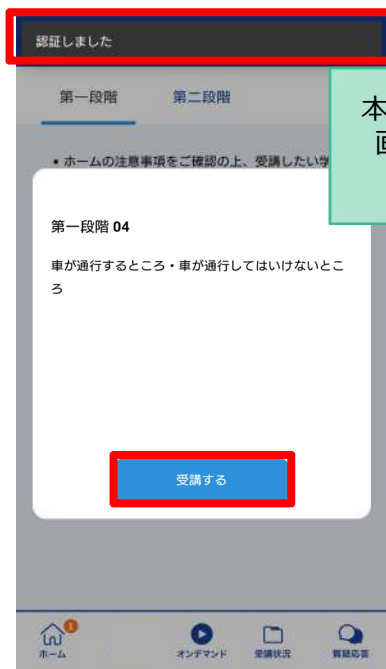 認証しました
第一段階 第二段階
本
画
• ホームの注意事項をご確認の上、受講したい学
第一段階 04
車が通行するところ・車が通行してはいけないとこ
ろ
受講する
1
ホーム オンデマンド 受講状況 質疑応答